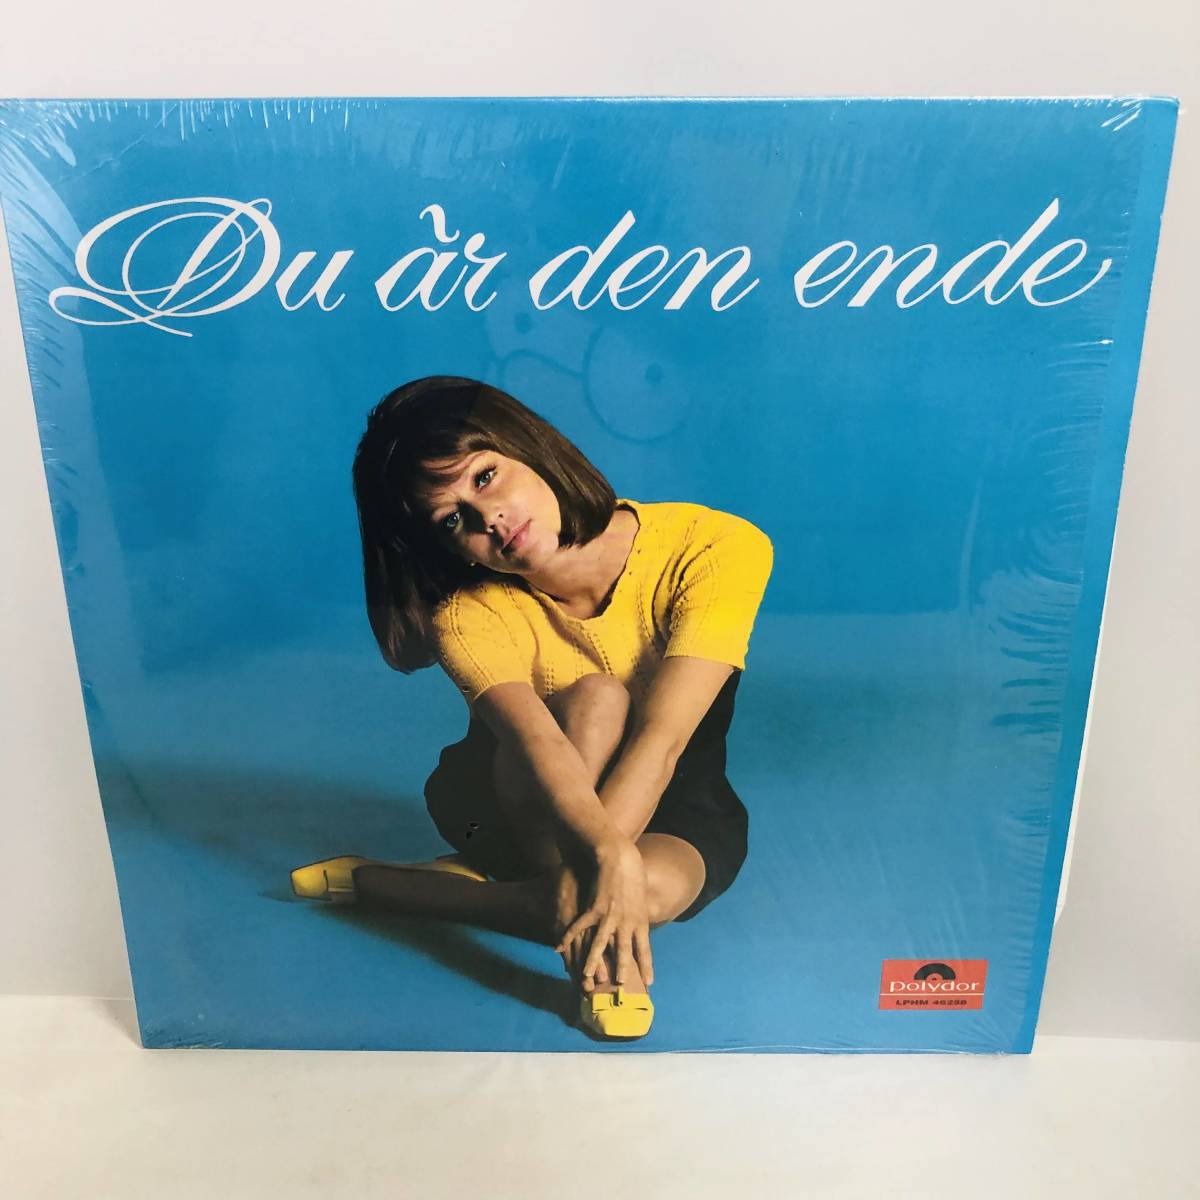 Du är den ende
polydor
LPHM 46258